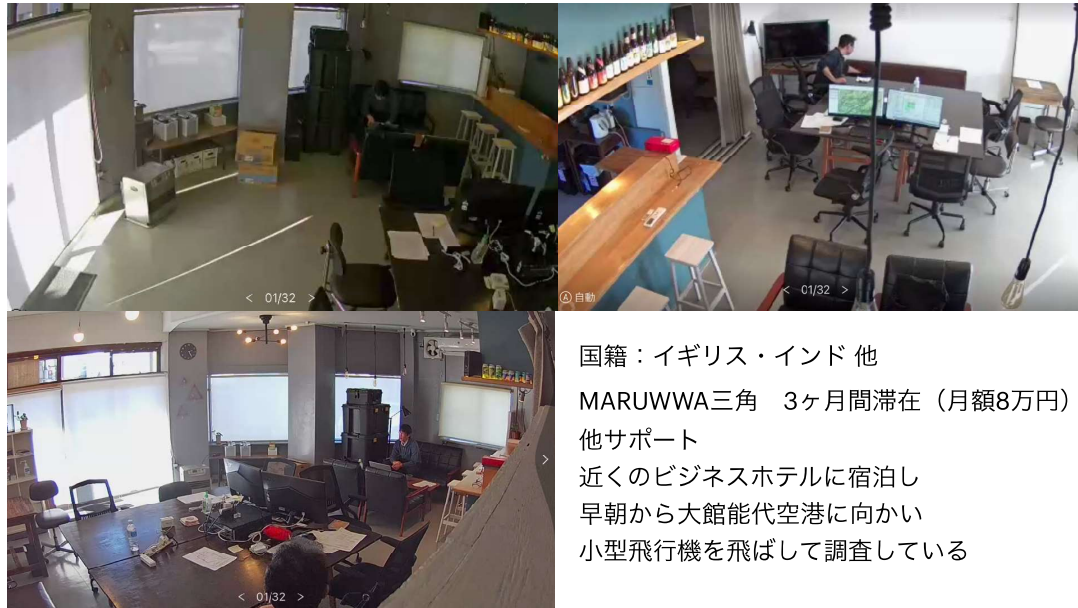 < 01/32 >
< 01/32 >
A 自動
国籍：イギリス・インド 他
MARUWWA三角　3ヶ月間滞在（月額8万円）
他サポート
近くのビジネスホテルに宿泊し
早朝から大館能代空港に向かい
小型飛行機を飛ばして調査している
< 01/32 >